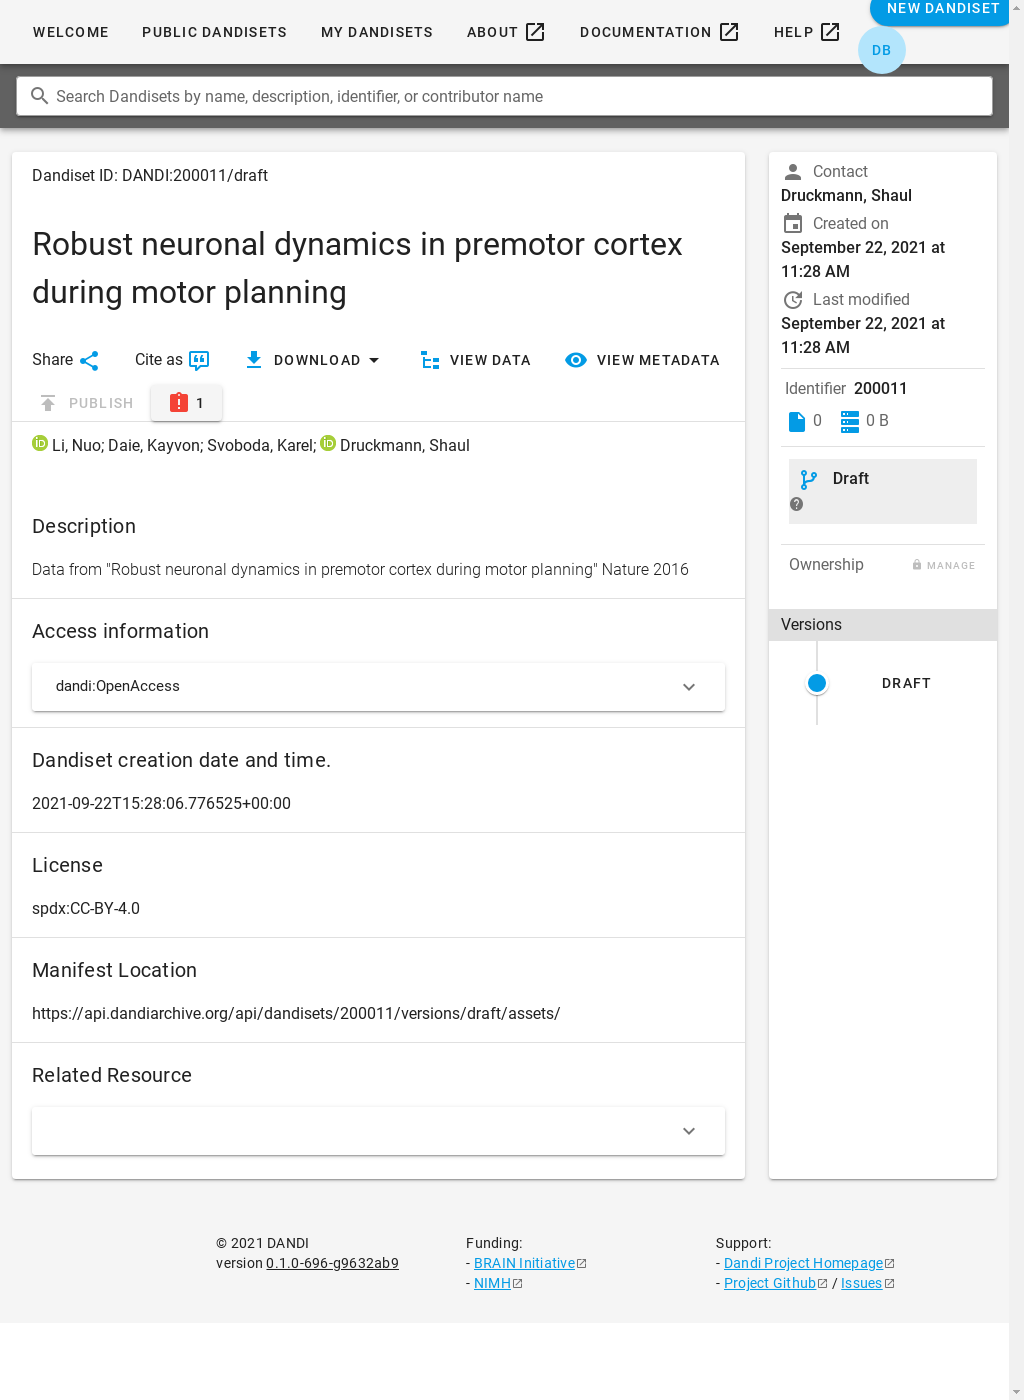 WELCOME PUBLIC DANDISETS MY DANDISETS ABOUT DOCUMENTATION HELP NEW DANDISET
DB
Search Dandisets by name, description, identifier, or contributor name
Dandiset ID: DANDI:200011/draft
Robust neuronal dynamics in premotor cortex
during motor planning
Share Cite as DOWNLOAD VIEW DATA VIEW METADATA
PUBLISH 1
Li, Nuo; Daie, Kayvon; Svoboda, Karel; Druckmann, Shaul
Description
Data from "Robust neuronal dynamics in premotor cortex during motor planning" Nature 2016
Access information
dandi:OpenAccess
Dandiset creation date and time.
2021-09-22T15:28:06.776525+00:00
License
spdx:CC-BY-4.0
Manifest Location
https://api.dandiarchive.org/api/dandisets/200011/versions/draft/assets/
Related Resource
Contact
Druckmann, Shaul
Created on
September 22, 2021 at
11:28 AM
Last modified
September 22, 2021 at
11:28 AM
Identifier 200011
0 0 B
Draft
Ownership MANAGE
Versions
DRAFT
© 2021 DANDI
version 0.1.0-696-g9632ab9
Funding:
- BRAIN Initiative
- NIMH
Support:
- Dandi Project Homepage
- Project Github / Issues